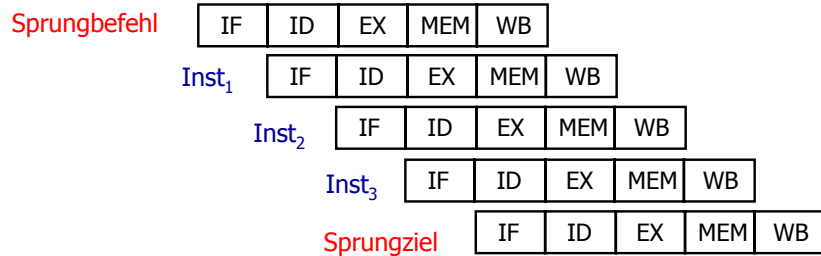 Sprungbefehl IF ID EX MEM WB
Inst₁ IF ID EX MEM WB
Inst₂ IF ID EX MEM WB
Inst₃ IF ID EX MEM WB
Sprungziel IF ID EX MEM WB